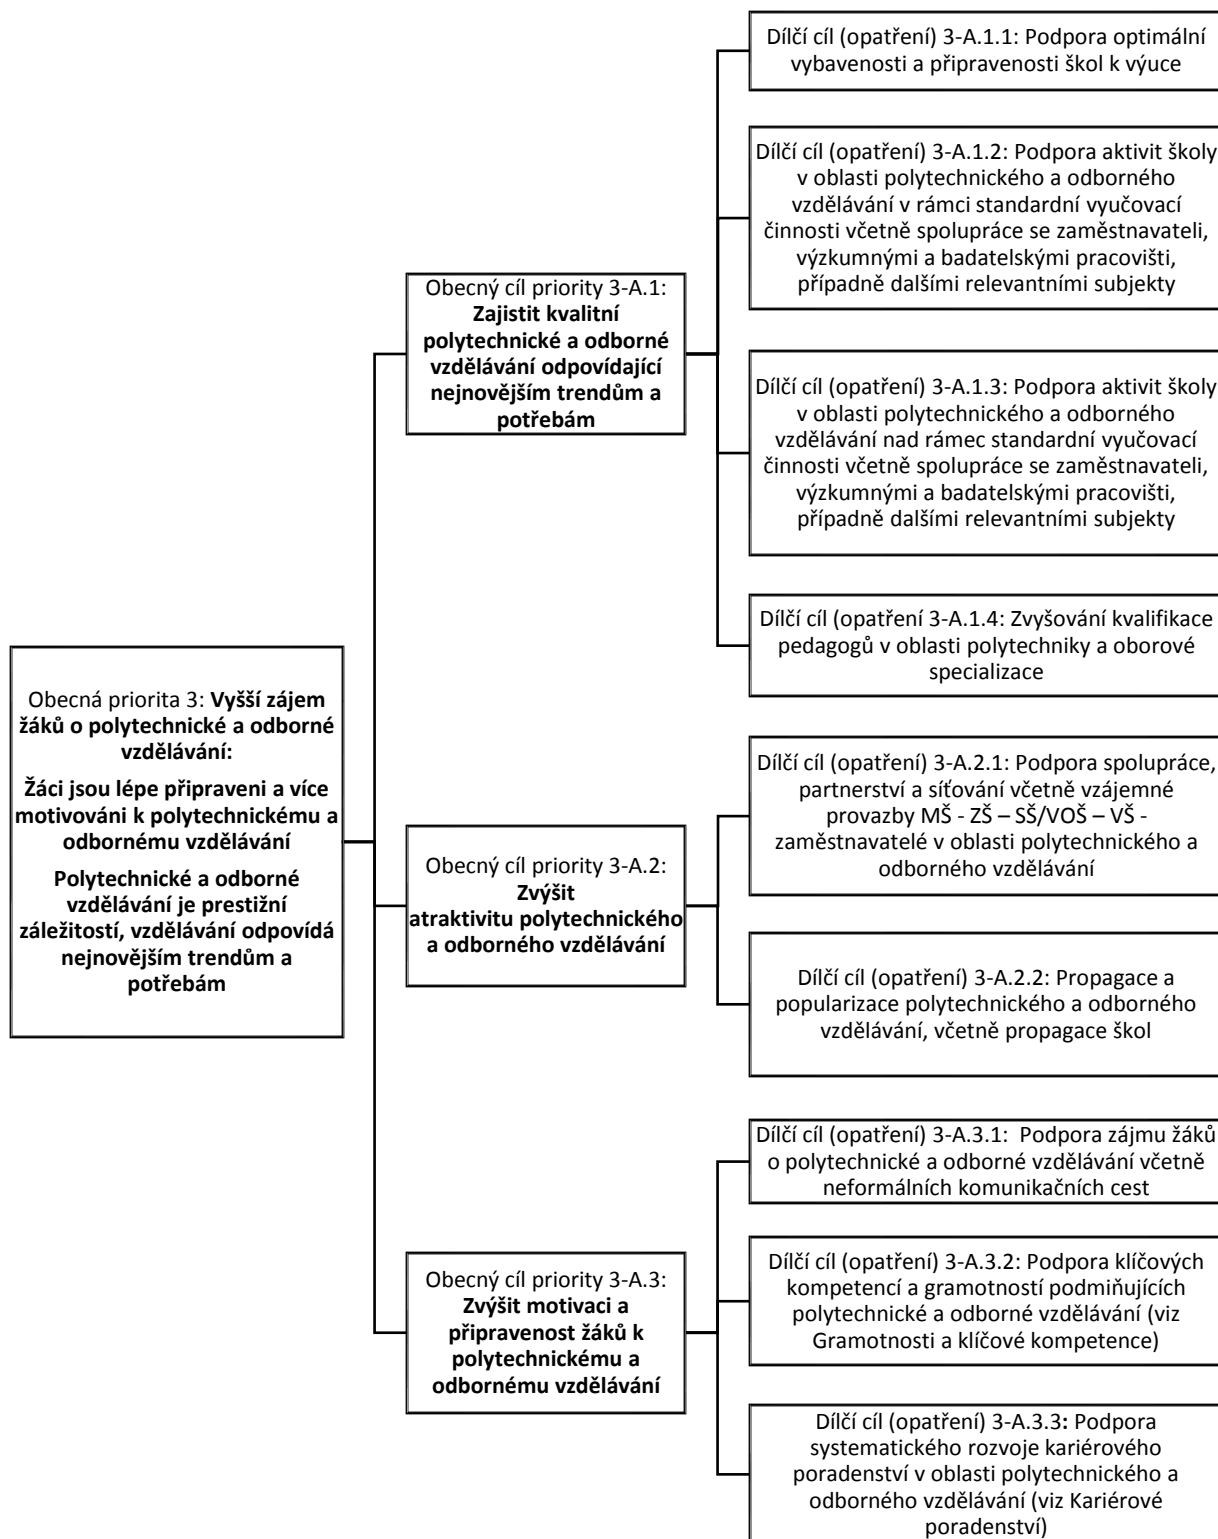 Obecná priorita 3: Vyšší zájem
žáků o polytechnické a odborné
vzdělávání:
Žáci jsou lépe připraveni a více
motivováni k polytechnickému a
odbornému vzdělávání
Polytechnické a odborné
vzdělávání je prestižní
záležitostí, vzdělávání odpovídá
nejnovějším trendům a
potřebám
Obecný cíl priority 3-A.1:
Zajistit kvalitní
polytechnické a odborné
vzdělávání odpovídající
nejnovějším trendům a
potřebám
Dílčí cíl (opatření) 3-A.1.1: Podpora optimální
vybavenosti a připravenosti škol k výuce
Dílčí cíl (opatření) 3-A.1.2: Podpora aktivit školy
v oblasti polytechnického a odborného
vzdělávání v rámci standardní vyučovací
činnosti včetně spolupráce se zaměstnavateli,
výzkumnými a badatelskými pracovišti,
případně dalšími relevantními subjekty
Dílčí cíl (opatření) 3-A.1.3: Podpora aktivit školy
v oblasti polytechnického a odborného
vzdělávání nad rámec standardní vyučovací
činnosti včetně spolupráce se zaměstnavateli,
výzkumnými a badatelskými pracovišti,
případně dalšími relevantními subjekty
Dílčí cíl (opatření 3-A.1.4: Zvyšování kvalifikace
pedagogů v oblasti polytechniky a oborové
specializace
Obecný cíl priority 3-A.2:
Zvýšit
atraktivitu polytechnického
a odborného vzdělávání
Dílčí cíl (opatření) 3-A.2.1: Podpora spolupráce,
partnerství a síťování včetně vzájemné
provazby MŠ - ZŠ – SŠ/VOŠ – VŠ -
zaměstnavatelé v oblasti polytechnického a
odborného vzdělávání
Dílčí cíl (opatření) 3-A.2.2: Propagace a
popularizace polytechnického a odborného
vzdělávání, včetně propagace škol
Obecný cíl priority 3-A.3:
Zvýšit motivaci a
připravenost žáků k
polytechnickému a
odbornému vzdělávání
Dílčí cíl (opatření) 3-A.3.1: Podpora zájmu žáků
o polytechnické a odborné vzdělávání včetně
neformálních komunikačních cest
Dílčí cíl (opatření) 3-A.3.2: Podpora klíčových
kompetencí a gramotností podmiňujících
polytechnické a odborné vzdělávání (viz
Gramotnosti a klíčové kompetence)
Dílčí cíl (opatření) 3-A.3.3: Podpora
systematického rozvoje kariérového
poradenství v oblasti polytechnického a
odborného vzdělávání (viz Kariérové
poradenství)